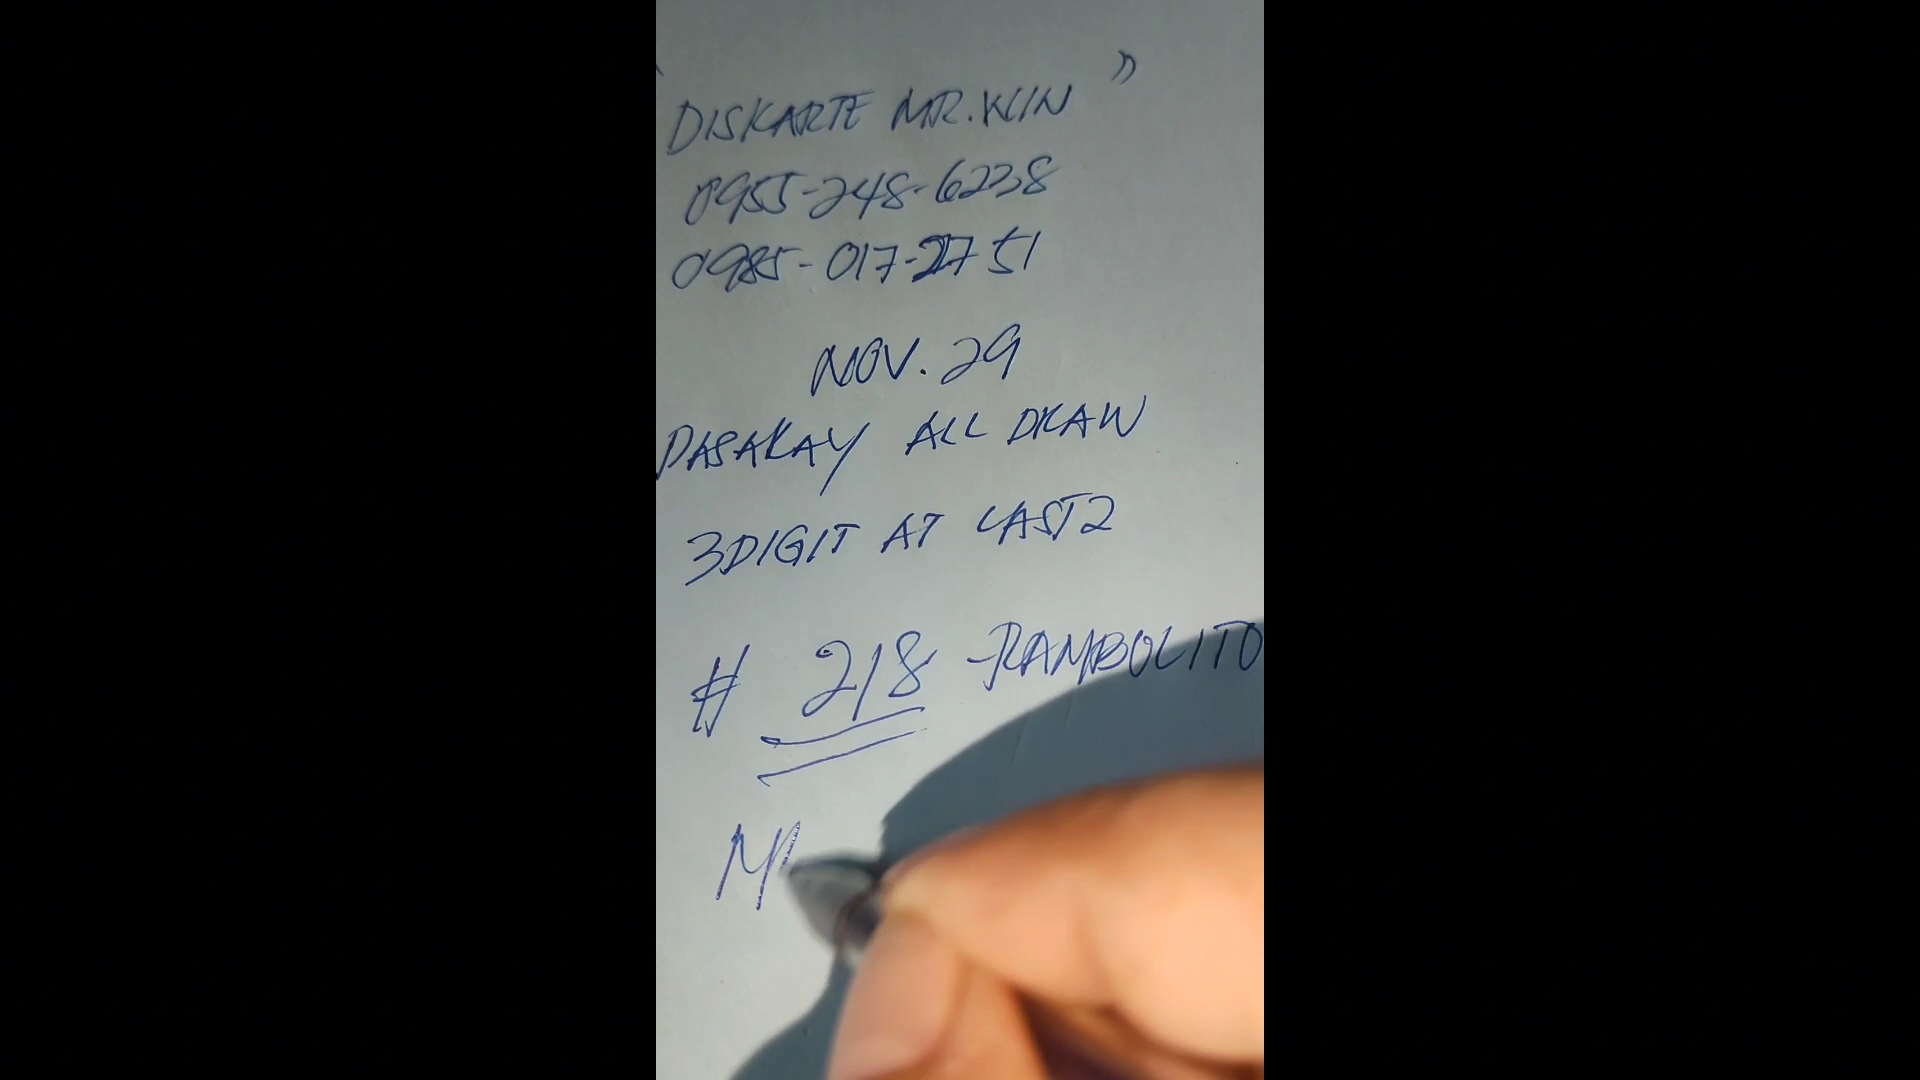 "DISKARTE MR. WIN"
0955-248-6238
0985-017-2751
NOV. 29
PASAKAY ALL DRAW
3DIGIT AT LAST2
# 218 - RAMBOLITO
M